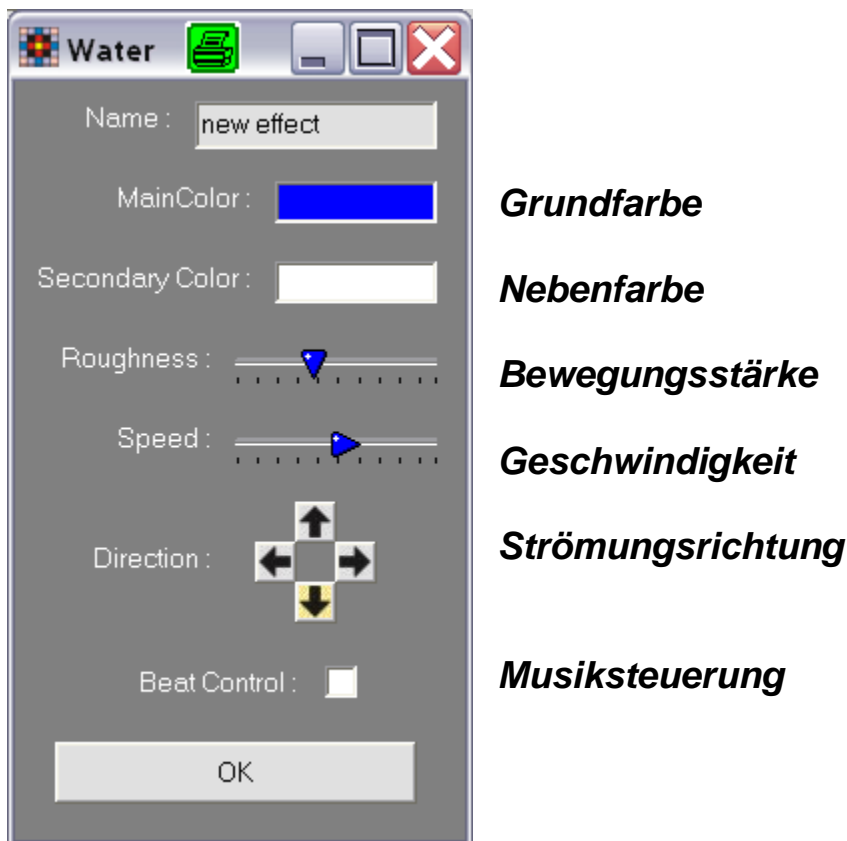 Water
Name :
new effect
MainColor :
Grundfarbe
Secondary Color :
Nebenfarbe
Roughness :
Bewegungsstärke
Speed :
Geschwindigkeit
Direction :
Strömungsrichtung
Beat Control :
Musiksteuerung
OK